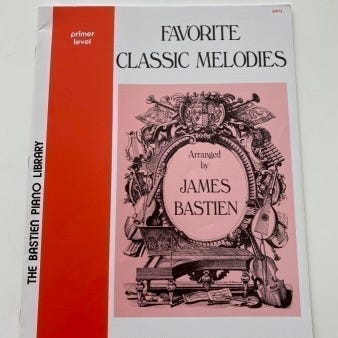 primer
level
FAVORITE
CLASSIC MELODIES
Arranged
by
JAMES
BASTIEN
THE BASTIEN PIANO LIBRARY